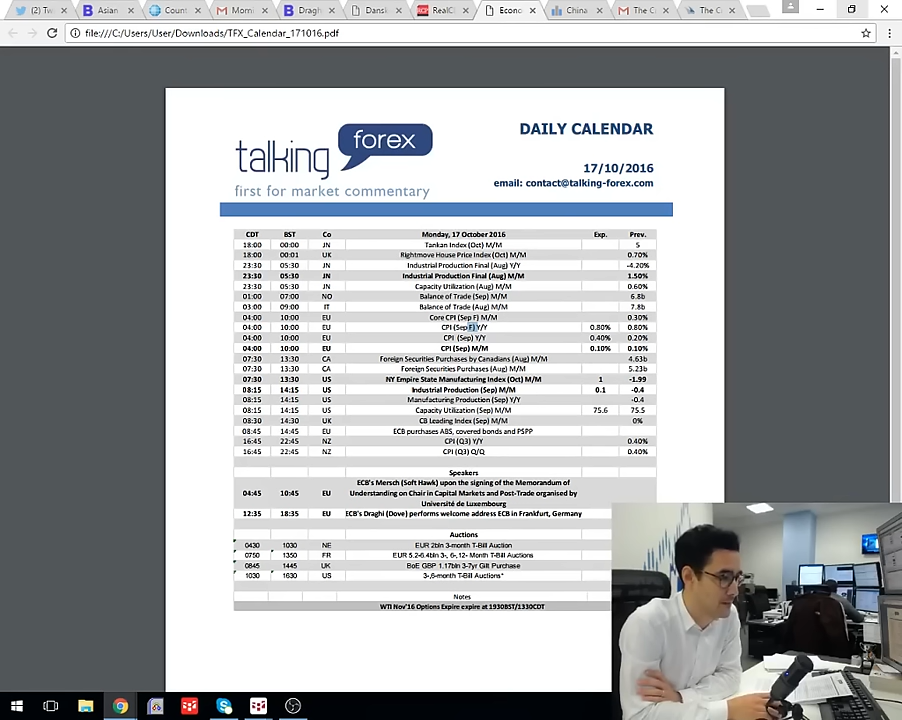 (2) Tw
Asian
Count
Morni
Dragh
Dansk
RealCl
Econo
China
The C
The C
file:///C:/Users/User/Downloads/TFX_Calendar_171016.pdf
talking forex
first for market commentary
DAILY CALENDAR
17/10/2016
email: contact@talking-forex.com
CDT BST Co Monday, 17 October 2016 Exp. Prev.
18:00 00:00 JN Tankan Index (Oct) M/M 5
18:00 00:01 UK Rightmove House Price Index (Oct) M/M 0.70%
23:30 05:30 JN Industrial Production Final (Aug) Y/Y -4.20%
23:30 05:30 JN Industrial Production Final (Aug) M/M 1.50%
23:30 05:30 JN Capacity Utilization (Aug) M/M 0.60%
01:00 07:00 NO Balance of Trade (Sep) M/M 6.8b
03:00 09:00 IT Balance of Trade (Aug) M/M 7.8b
04:00 10:00 EU Core CPI (Sep F) M/M 0.30%
04:00 10:00 EU CPI (Sep F) Y/Y 0.80% 0.80%
04:00 10:00 EU CPI (Sep) Y/Y 0.40% 0.20%
04:00 10:00 EU CPI (Sep) M/M 0.10% 0.10%
07:30 13:30 CA Foreign Securities Purchases by Canadians (Aug) M/M 4.63b
07:30 13:30 CA Foreign Securities Purchases (Aug) M/M 5.23b
07:30 13:30 US NY Empire State Manufacturing Index (Oct) M/M 1 -1.99
08:15 14:15 US Industrial Production (Sep) M/M 0.1 -0.4
08:15 14:15 US Manufacturing Production (Sep) Y/Y -0.4
08:15 14:15 US Capacity Utilization (Sep) M/M 75.6 75.5
08:30 14:30 UK CB Leading Index (Sep) M/M 0%
08:45 14:45 EU ECB purchases ABS, covered bonds and PSPP
16:45 22:45 NZ CPI (Q3) Y/Y 0.40%
16:45 22:45 NZ CPI (Q3) Q/Q 0.40%
Speakers
ECB's Mersch (Soft Hawk) upon the signing of the Memorandum of
04:45 10:45 EU Understanding on Chair in Capital Markets and Post-Trade organised by
Université de Luxembourg
12:35 18:35 EU ECB's Draghi (Dove) performs welcome address ECB in Frankfurt, Germany
Auctions
0430 1030 NE EUR 2bln 3-month T-Bill Auction
0750 1350 FR EUR 5.2-6.4bln 3-, 6-,12- Month T-Bill Auctions
0845 1445 UK BoE GBP 1.17bln 3-7yr Gilt Purchase
1030 1630 US 3-,6-month T-Bill Auctions*
Notes
WTI Nov'16 Options Expire expire at 1930BST/1330CDT